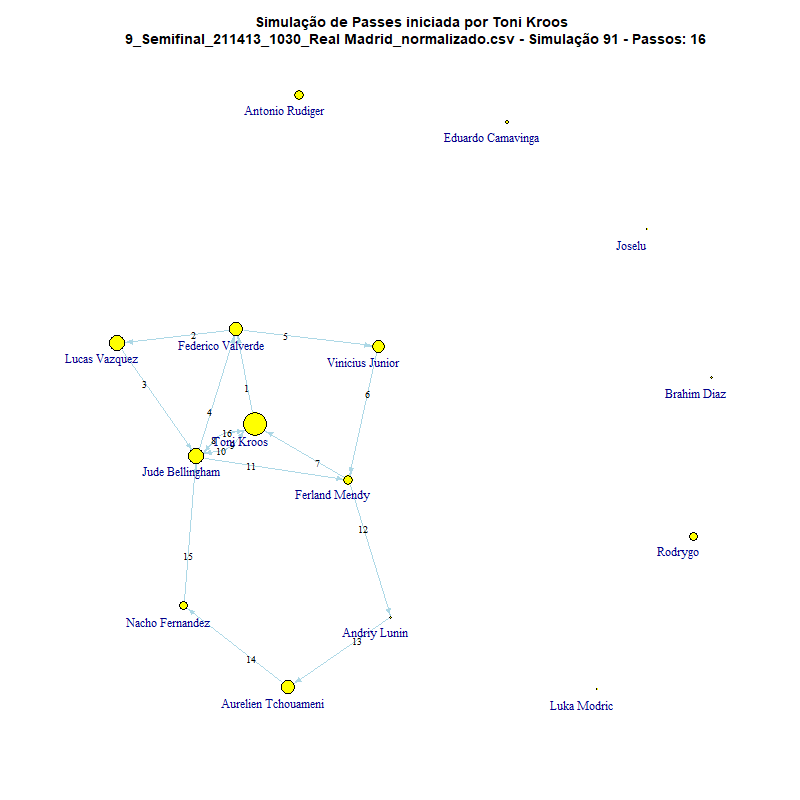 Simulação de Passes iniciada por Toni Kroos
9_Semifinal_211413_1030_Real Madrid_normalizado.csv - Simulação 91 - Passos: 16
Antonio Rudiger
Eduardo Camavinga
Joselu
2
5
Federico Valverde
Lucas Vazquez
Vinicius Junior
3
1
6
Brahim Diaz
4
16
8
9
Toni Kroos
10
7
11
Jude Bellingham
Ferland Mendy
12
Rodrygo
15
Nacho Fernandez
Andriy Lunin
13
14
Aurelien Tchouameni
Luka Modric